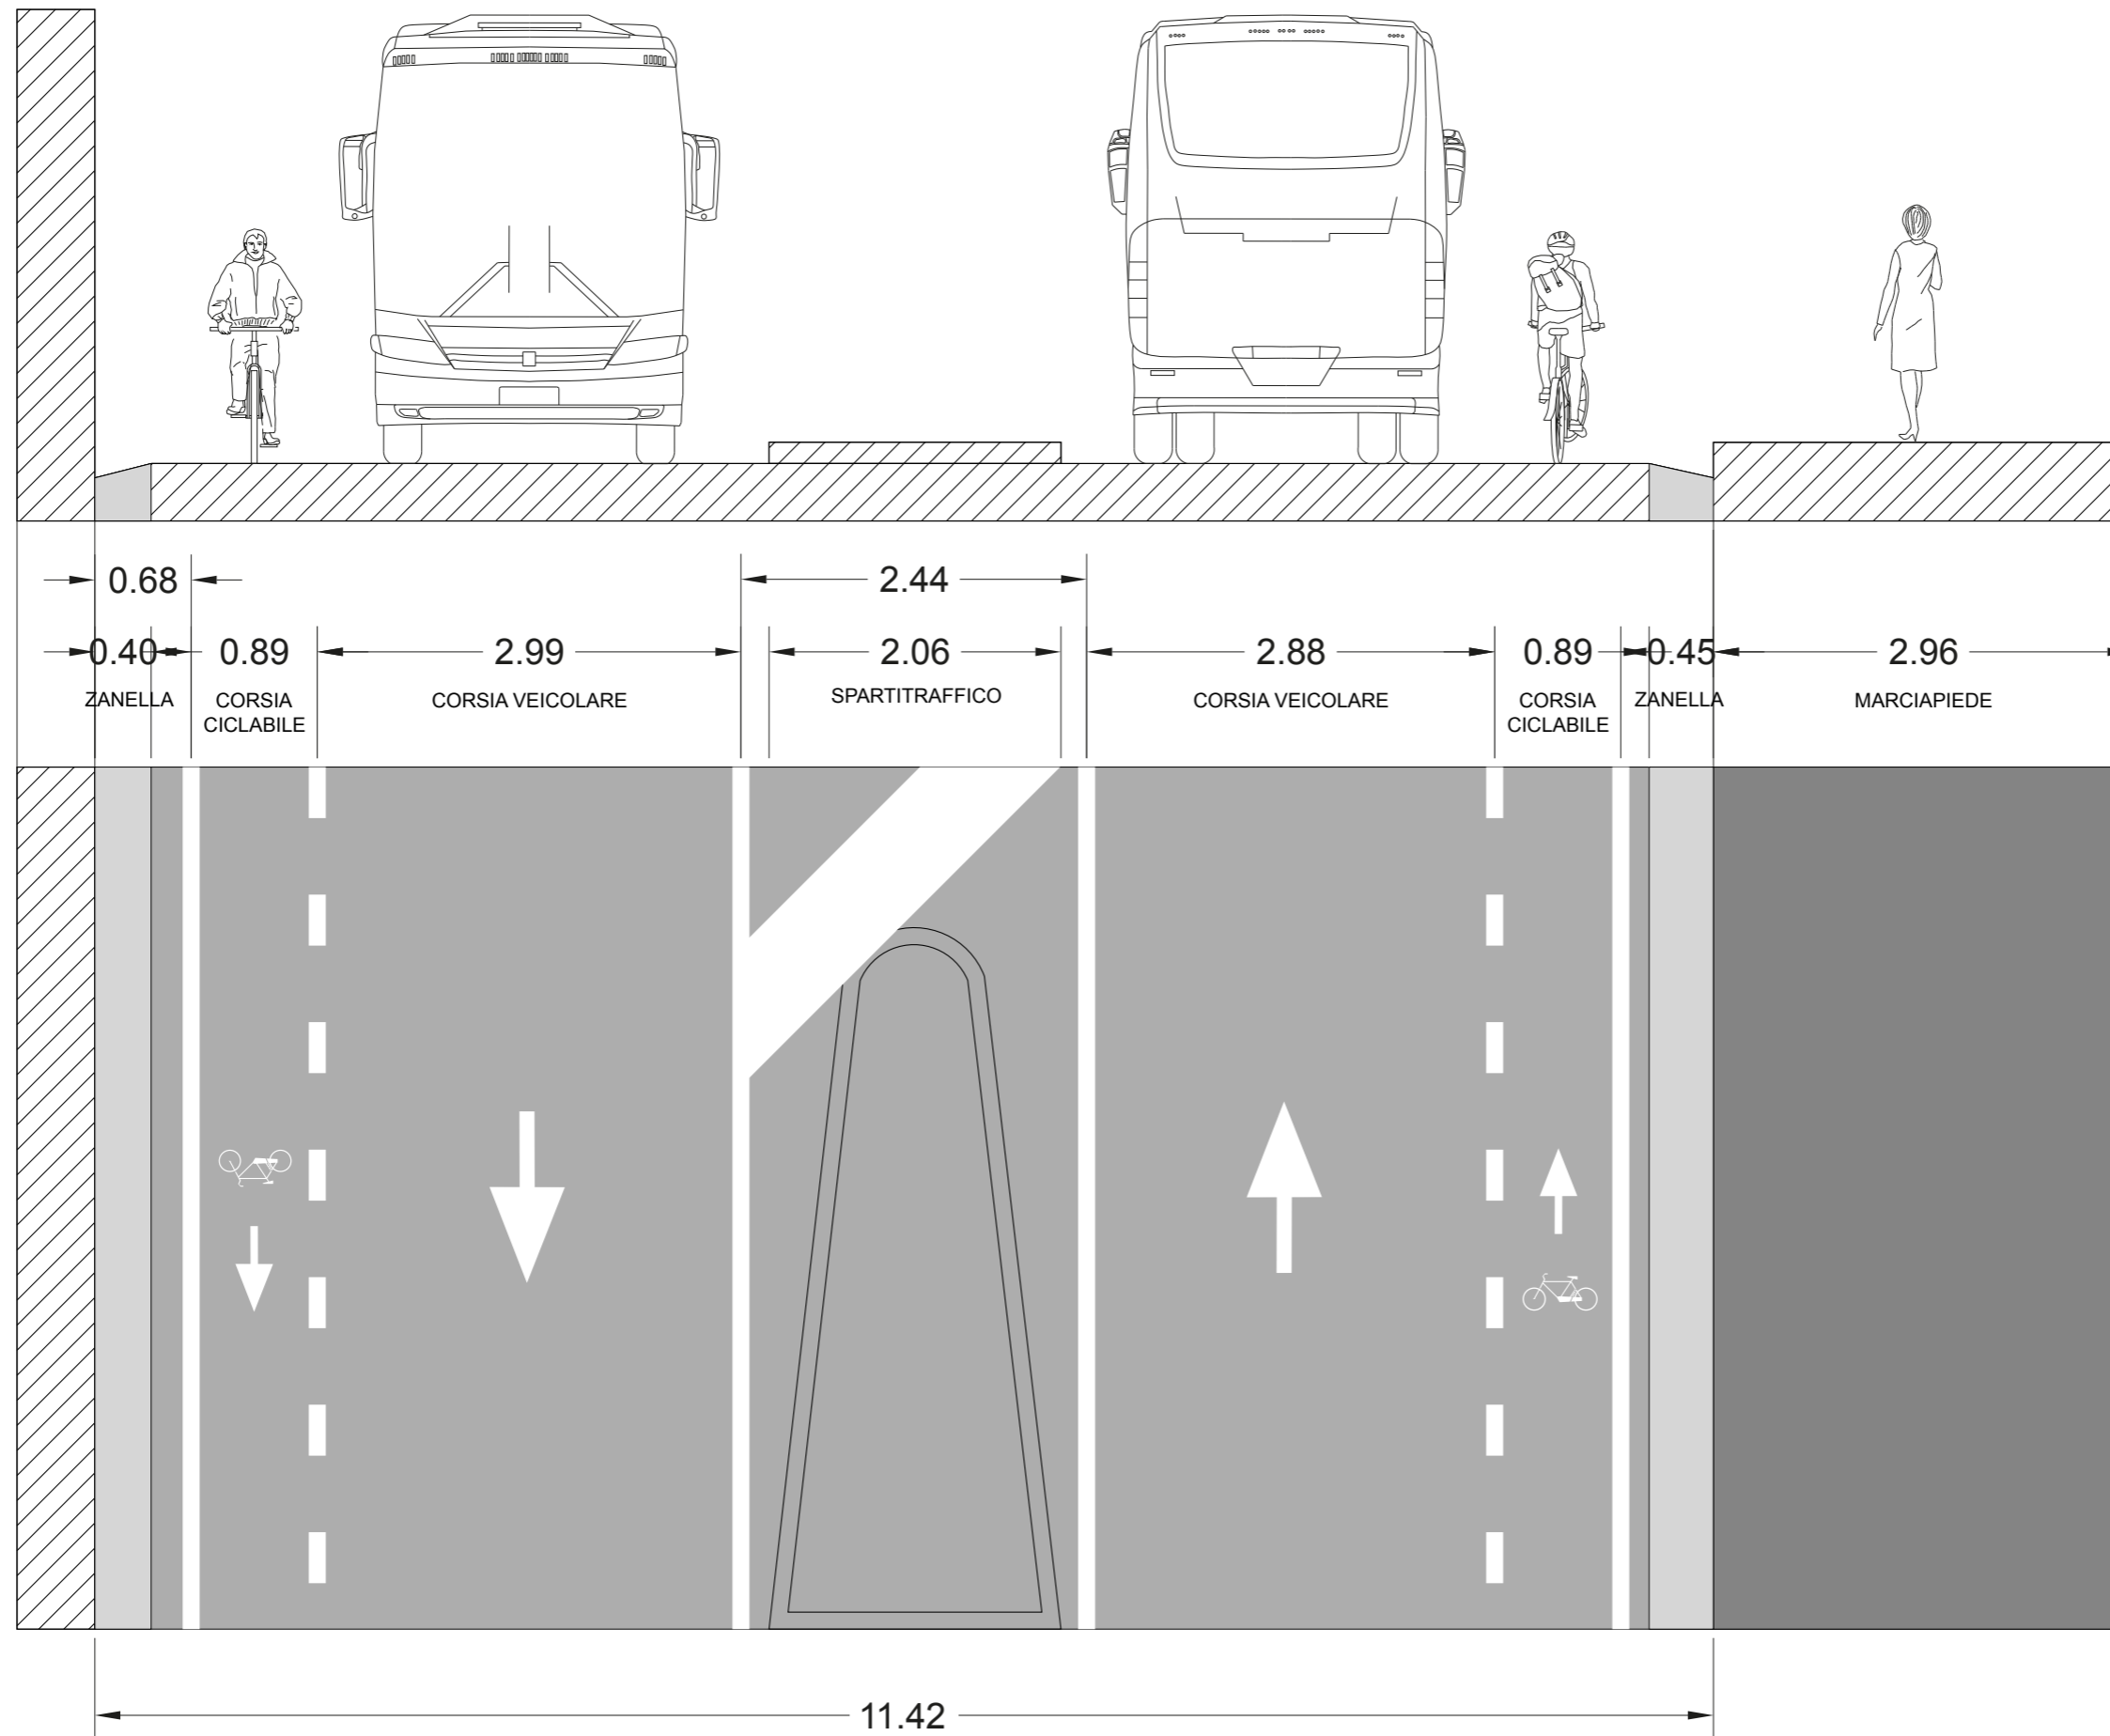 0.68
2.44
0.40
0.89
2.99
2.06
2.88
0.89
0.45
2.96
ZANELLA
CORSIA
CICLABILE
CORSIA VEICOLARE
SPARTITRAFFICO
CORSIA VEICOLARE
CORSIA
CICLABILE
ZANELLA
MARCIAPIEDE
11.42